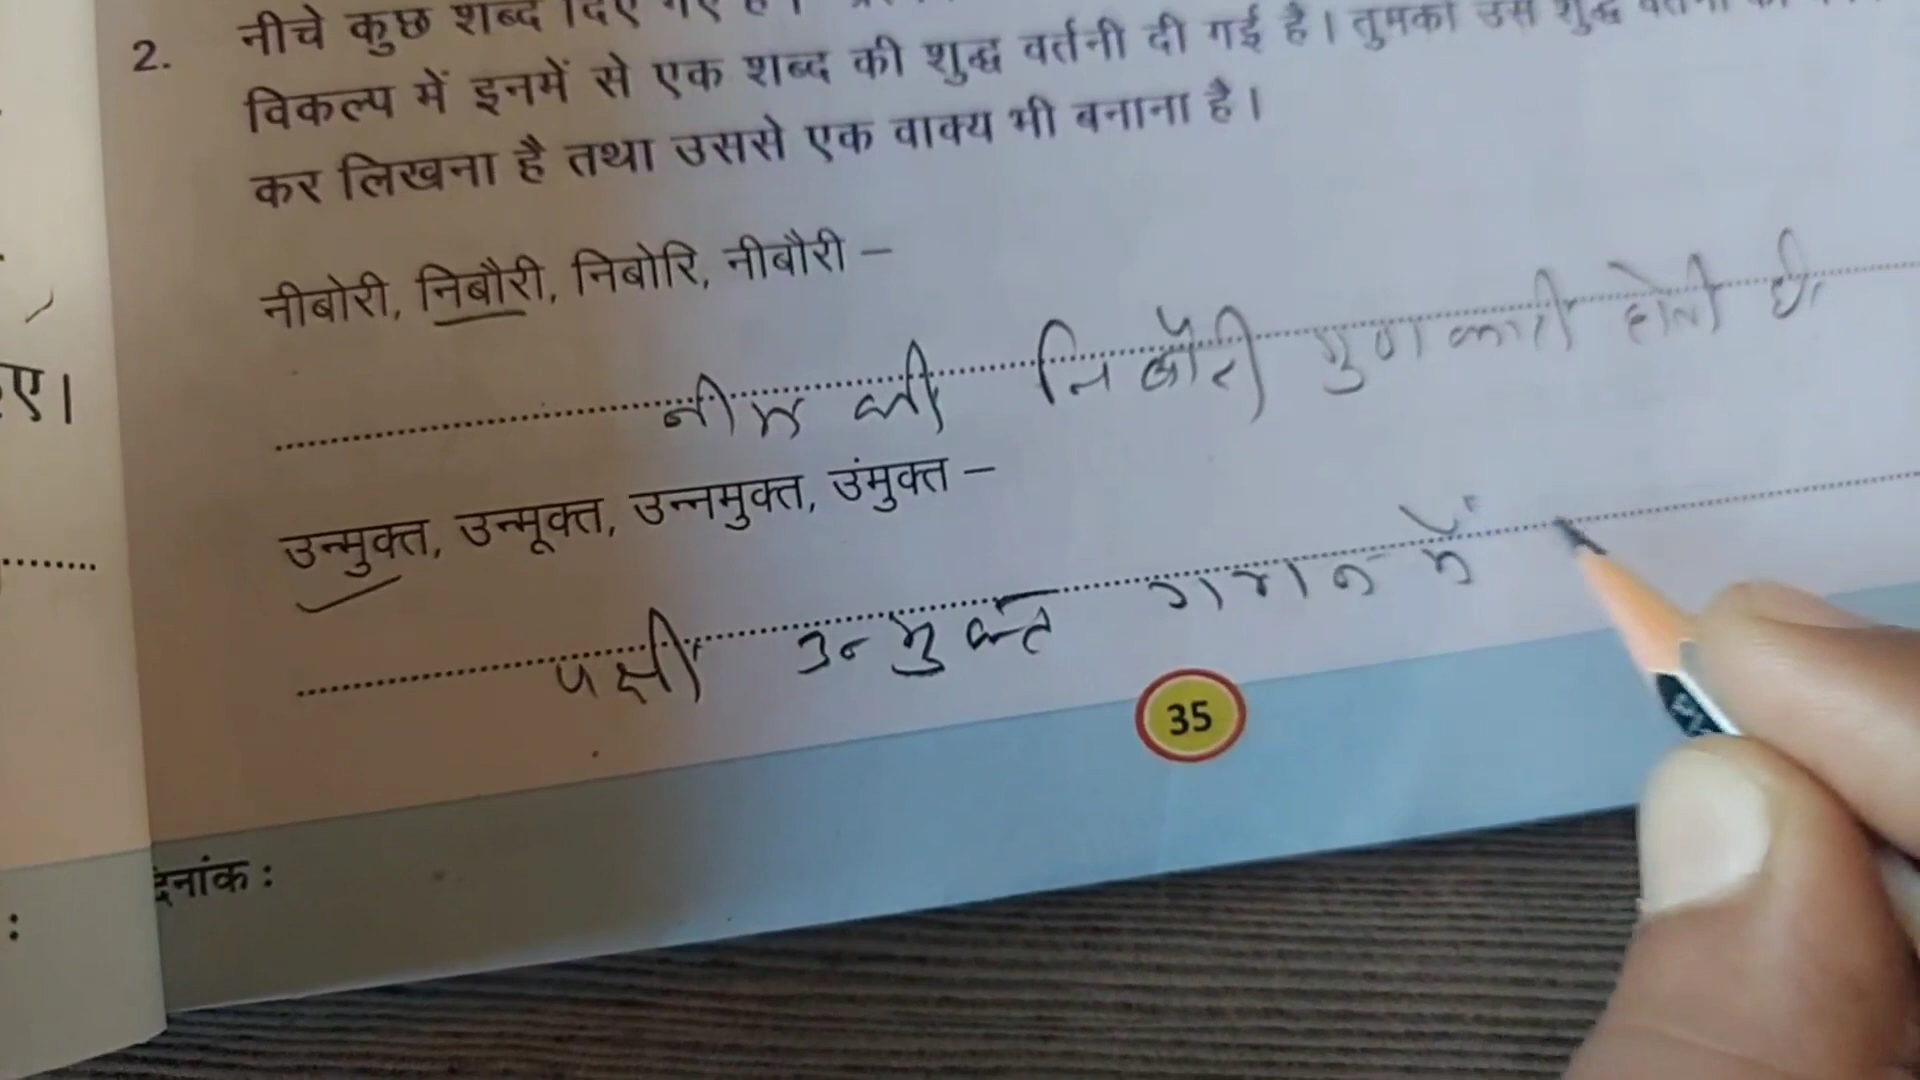 2. नीचे कुछ शब्द दिए गए हैं।
विकल्प में इनमें से एक शब्द की शुद्ध वर्तनी दी गई है। तुमको उस शुद्ध
कर लिखना है तथा उससे एक वाक्य भी बनाना है।
नीबोरी, निबौरी, निबोरि, नीबौरी –
नीम की निबौरी गुणकारी होती है।
ए।
उन्मुक्त, उन्मूक्त, उन्नमुक्त, उंमुक्त –
पक्षी उन्मुक्त गगन में
35
दिनांक :
: